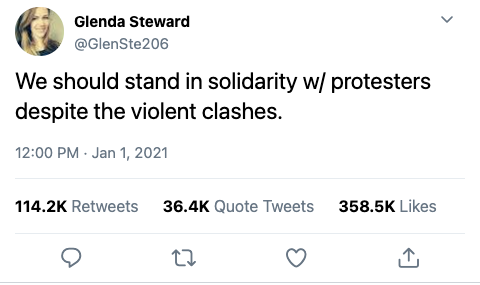 Glenda Steward
@GlenSte206
We should stand in solidarity w/ protesters
despite the violent clashes.
12:00 PM · Jan 1, 2021
114.2K Retweets 36.4K Quote Tweets 358.5K Likes